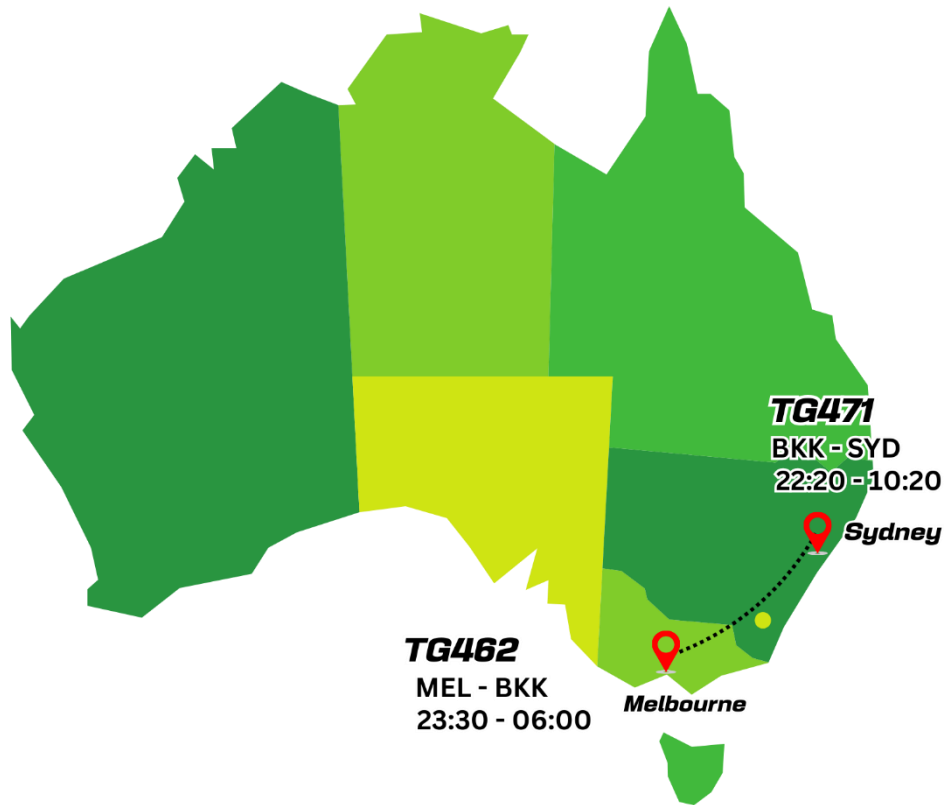 TG471
BKK - SYD
22:20 - 10:20
Sydney
TG462
MEL - BKK
23:30 - 06:00
Melbourne